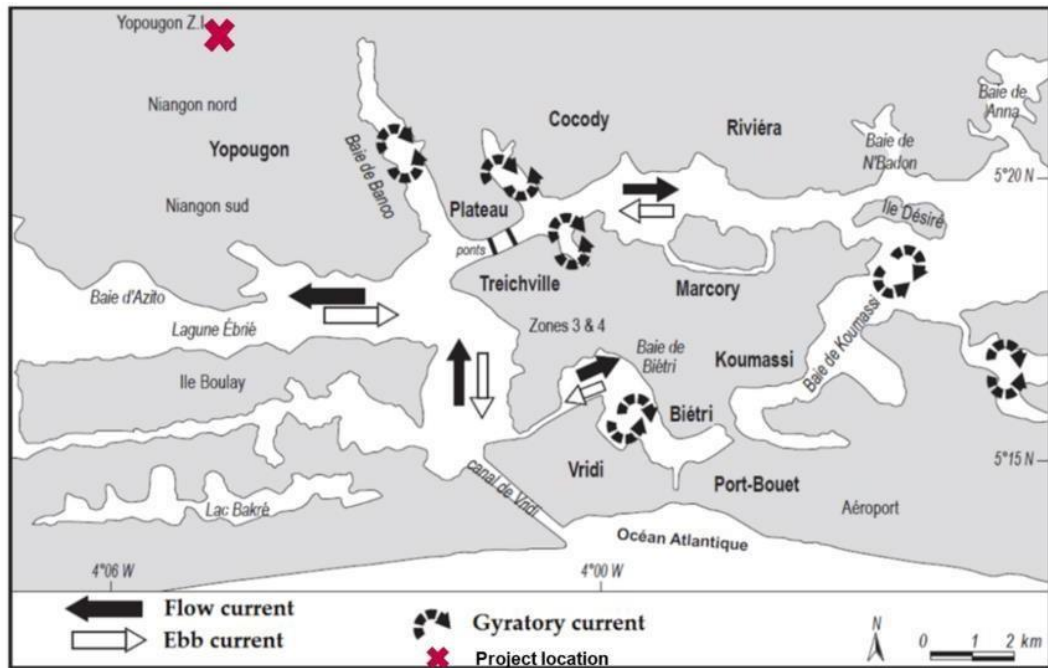 Yopougon Z.I.
Niangon nord
Yopougon
Niangon sud
Baie de Banco
Cocody
Riviéra
Baie de
Anna
Baie de
N'Badon
5°20 N
Plateau
ponts
Ile Désiré
Treichville
Marcory
Baie d'Azito
Lagune Ébrié
Zones 3 & 4
Baie de
Biétri
Koumassi
Baie de Koumassi
Ile Boulay
Biétri
Vridi
5°15 N
Port-Bouet
canal de Vridi
Lac Bakré
Aéroport
Océan Atlantique
4°06 W
4°00 W
Flow current
Ebb current
Gyratory current
Project location
N
0 1 2 km